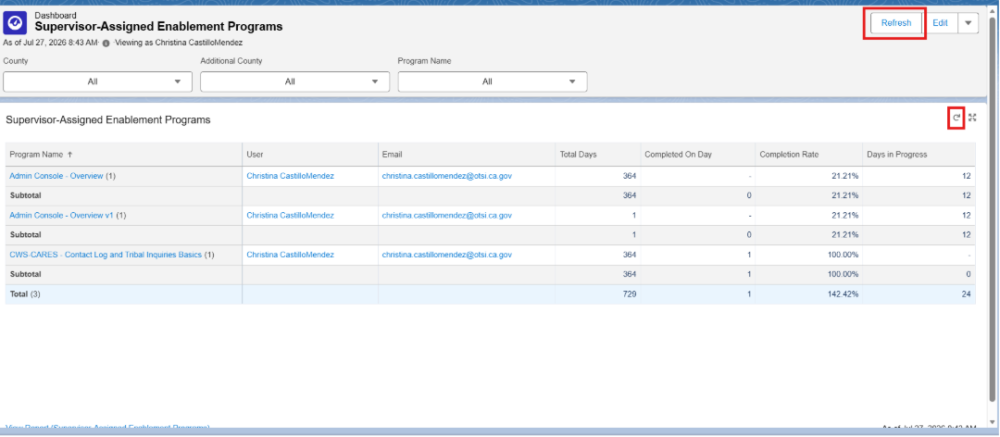 Dashboard
Supervisor-Assigned Enablement Programs
As of Jul 27, 2026 8:43 AM· Viewing as Christina CastilloMendez
Refresh Edit
County Additional County Program Name
All All All
Supervisor-Assigned Enablement Programs
Program Name ↑ User Email Total Days Completed On Day Completion Rate Days in Progress
Admin Console - Overview (1) Christina CastilloMendez christina.castillomendez@otsi.ca.gov 364 - 21.21% 12
Subtotal 364 0 21.21% 12
Admin Console - Overview v1 (1) Christina CastilloMendez christina.castillomendez@otsi.ca.gov 1 - 21.21% 12
Subtotal 1 0 21.21% 12
CWS-CARES - Contact Log and Tribal Inquiries Basics (1) Christina CastilloMendez christina.castillomendez@otsi.ca.gov 364 1 100.00% -
Subtotal 364 1 100.00% 0
Total (3) 729 1 142.42% 24
View Report (Supervisor-Assigned Enablement Programs) As of Jul 27, 2026 8:43 AM